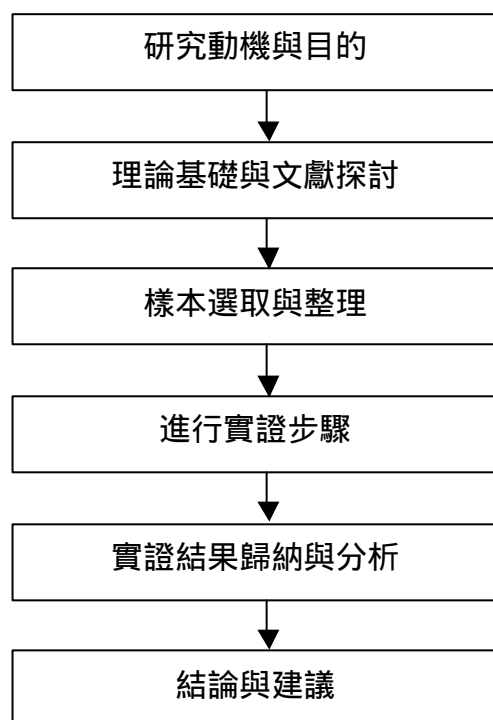 研究動機與目的
理論基礎與文獻探討
樣本選取與整理
進行實證步驟
實證結果歸納與分析
結論與建議